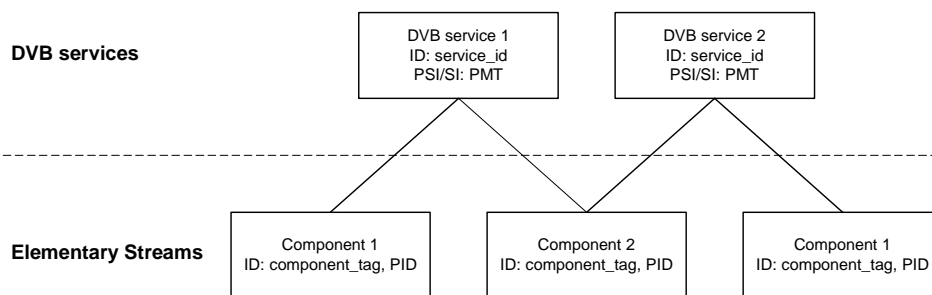 DVB services
DVB service 1
ID: service_id
PSI/SI: PMT
DVB service 2
ID: service_id
PSI/SI: PMT
Elementary Streams
Component 1
ID: component_tag, PID
Component 2
ID: component_tag, PID
Component 1
ID: component_tag, PID